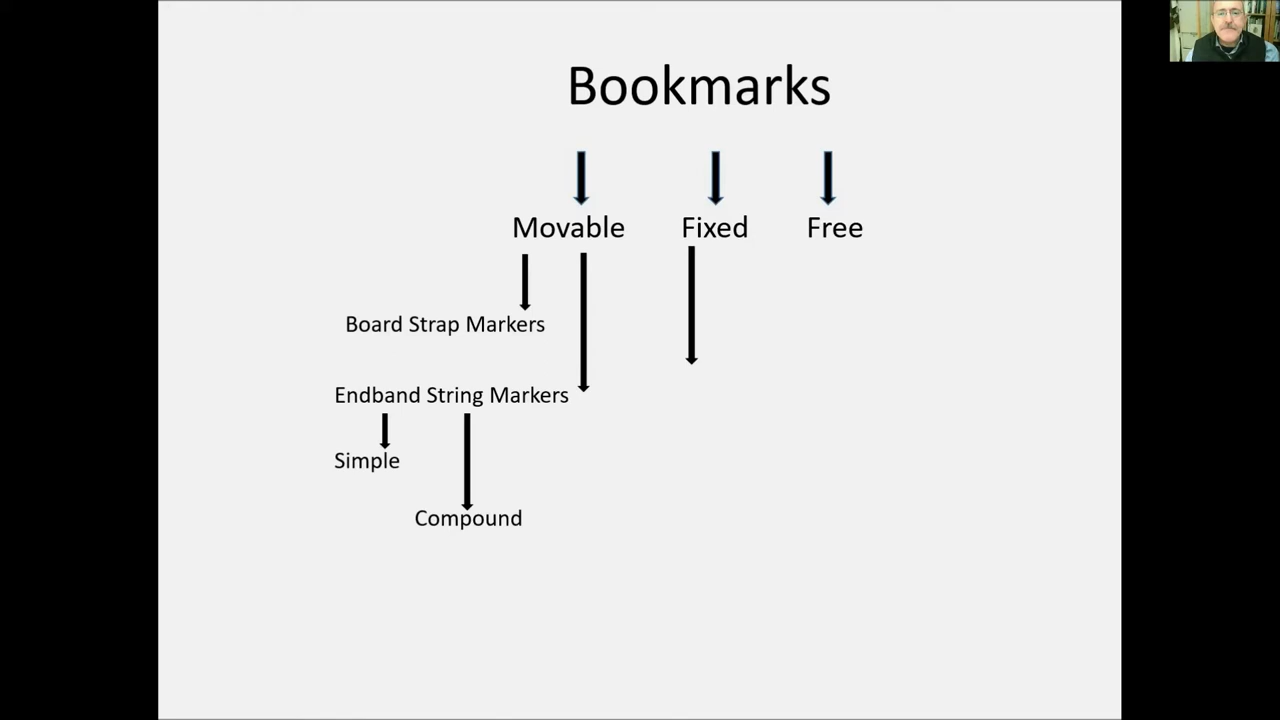 Bookmarks
Movable Fixed Free
Board Strap Markers
Endband String Markers
Simple
Compound